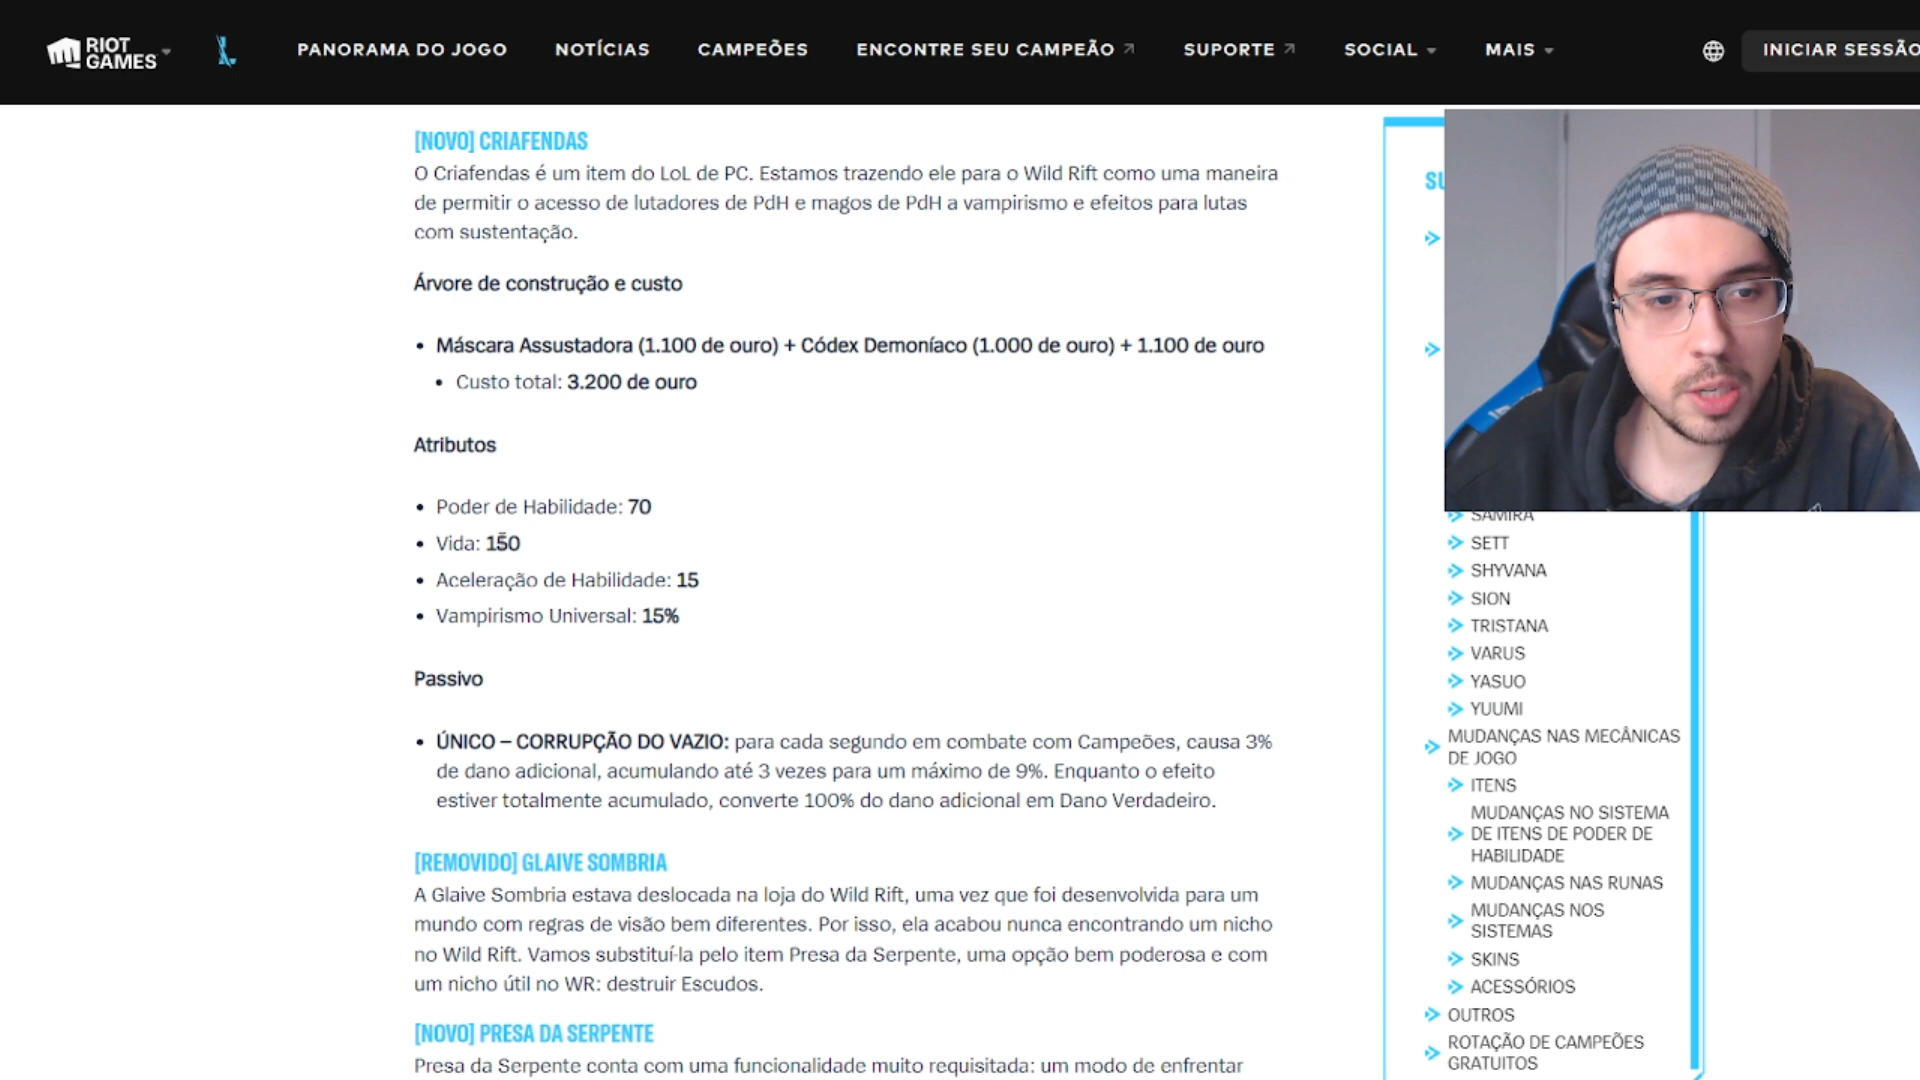 RIOT GAMES
PANORAMA DO JOGO
NOTÍCIAS
CAMPEÕES
ENCONTRE SEU CAMPEÃO
SUPORTE
SOCIAL
MAIS
INICIAR SESSÃO
[NOVO] CRIAFENDAS
O Criafendas é um item do LoL de PC. Estamos trazendo ele para o Wild Rift como uma maneira
de permitir o acesso de lutadores de PdH e magos de PdH a vampirismo e efeitos para lutas
com sustentação.
Árvore de construção e custo
• Máscara Assustadora (1.100 de ouro) + Códex Demoníaco (1.000 de ouro) + 1.100 de ouro
• Custo total: 3.200 de ouro
Atributos
• Poder de Habilidade: 70
• Vida: 150
• Aceleração de Habilidade: 15
• Vampirismo Universal: 15%
Passivo
• ÚNICO – CORRUPÇÃO DO VAZIO: para cada segundo em combate com Campeões, causa 3%
de dano adicional, acumulando até 3 vezes para um máximo de 9%. Enquanto o efeito
estiver totalmente acumulado, converte 100% do dano adicional em Dano Verdadeiro.
[REMOVIDO] GLAIVE SOMBRIA
A Glaive Sombria estava deslocada na loja do Wild Rift, uma vez que foi desenvolvida para um
mundo com regras de visão bem diferentes. Por isso, ela acabou nunca encontrando um nicho
no Wild Rift. Vamos substituí-la pelo item Presa da Serpente, uma opção bem poderosa e com
um nicho útil no WR: destruir Escudos.
[NOVO] PRESA DA SERPENTE
Presa da Serpente conta com uma funcionalidade muito requisitada: um modo de enfrentar
SAMIRA
SETT
SHYVANA
SION
TRISTANA
VARUS
YASUO
YUUMI
MUDANÇAS NAS MECÂNICAS
DE JOGO
ITENS
MUDANÇAS NO SISTEMA
DE ITENS DE PODER DE
HABILIDADE
MUDANÇAS NAS RUNAS
MUDANÇAS NOS
SISTEMAS
SKINS
ACESSÓRIOS
OUTROS
ROTAÇÃO DE CAMPEÕES
GRATUITOS